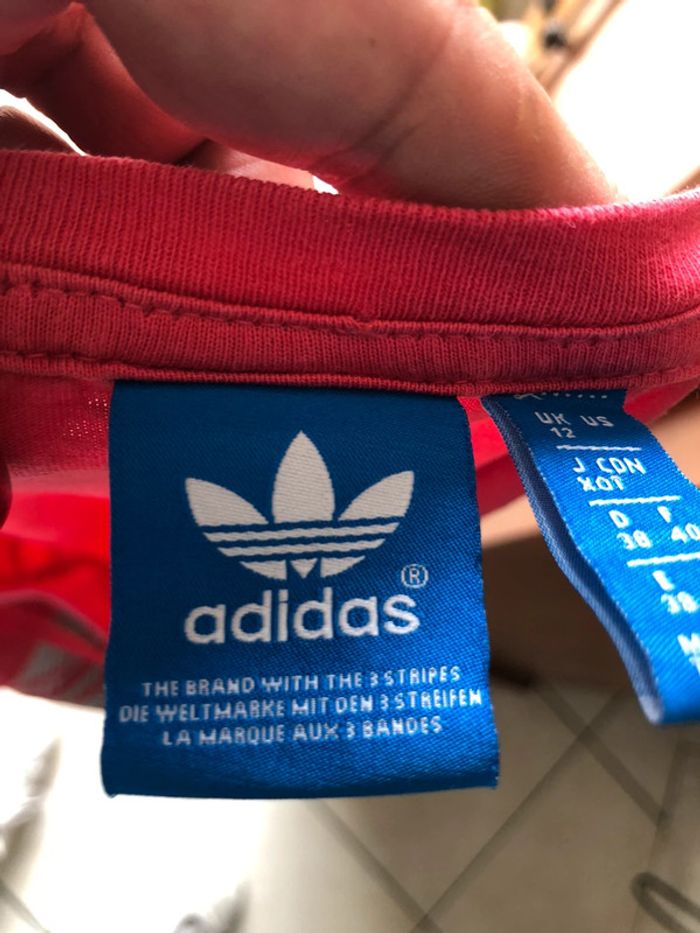 adidas®
THE BRAND WITH THE 3 STRIPES
DIE WELTMARKE MIT DEN 3 STREIFEN
LA MARQUE AUX 3 BANDES
UK US
12
J CDN
XOT
D F
38 40
E
38
M